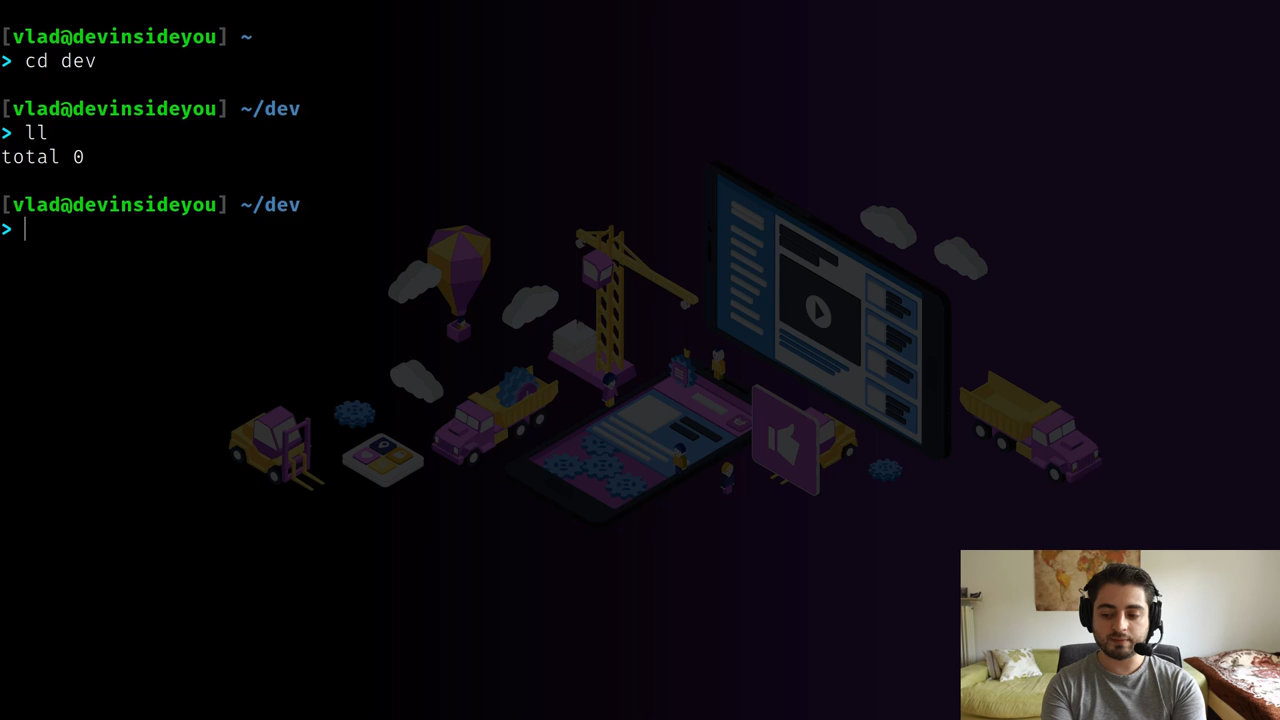 [vlad@devinsideyou] ~
> cd dev
[vlad@devinsideyou] ~/dev
> ll
total 0
[vlad@devinsideyou] ~/dev
>